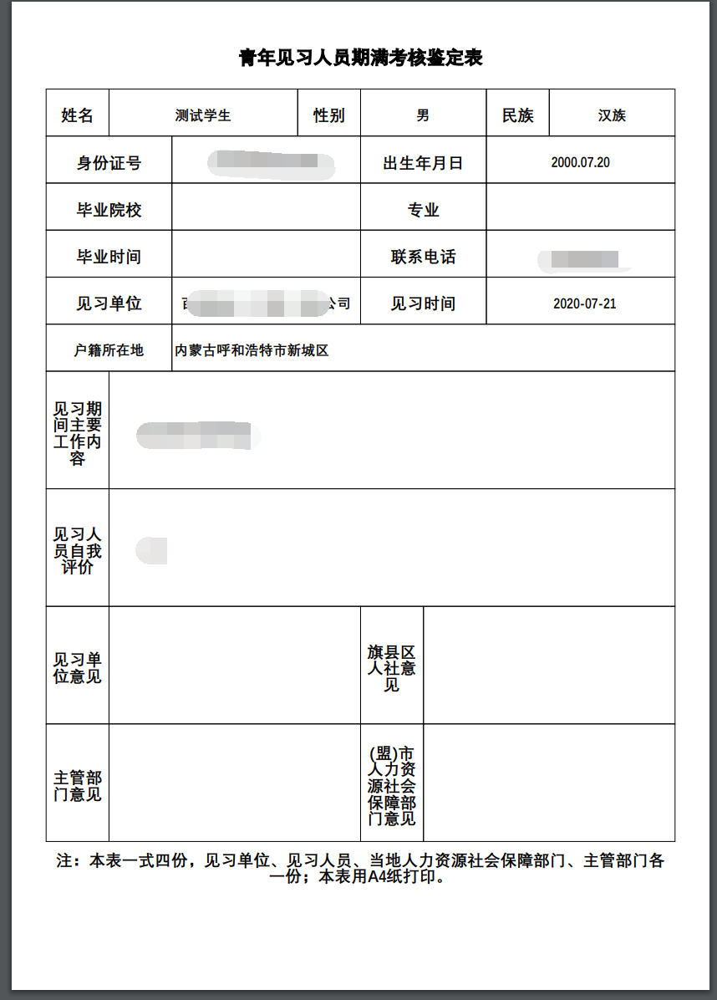 青年见习人员期满考核鉴定表
姓名 测试学生 性别 男 民族 汉族
身份证号 出生年月日 2000.07.20
毕业院校 专业
毕业时间 联系电话
见习单位 公司 见习时间 2020-07-21
户籍所在地 内蒙古呼和浩特市新城区
见习期
间主要
工作内
容
见习人
员自我
评价
见习单
位意见
旗县区
人社意
见
主管部
门意见
(盟)市
人力资
源社会
保障部
门意见
注：本表一式四份，见习单位、见习人员、当地人力资源社会保障部门、主管部门各
一份；本表用A4纸打印。